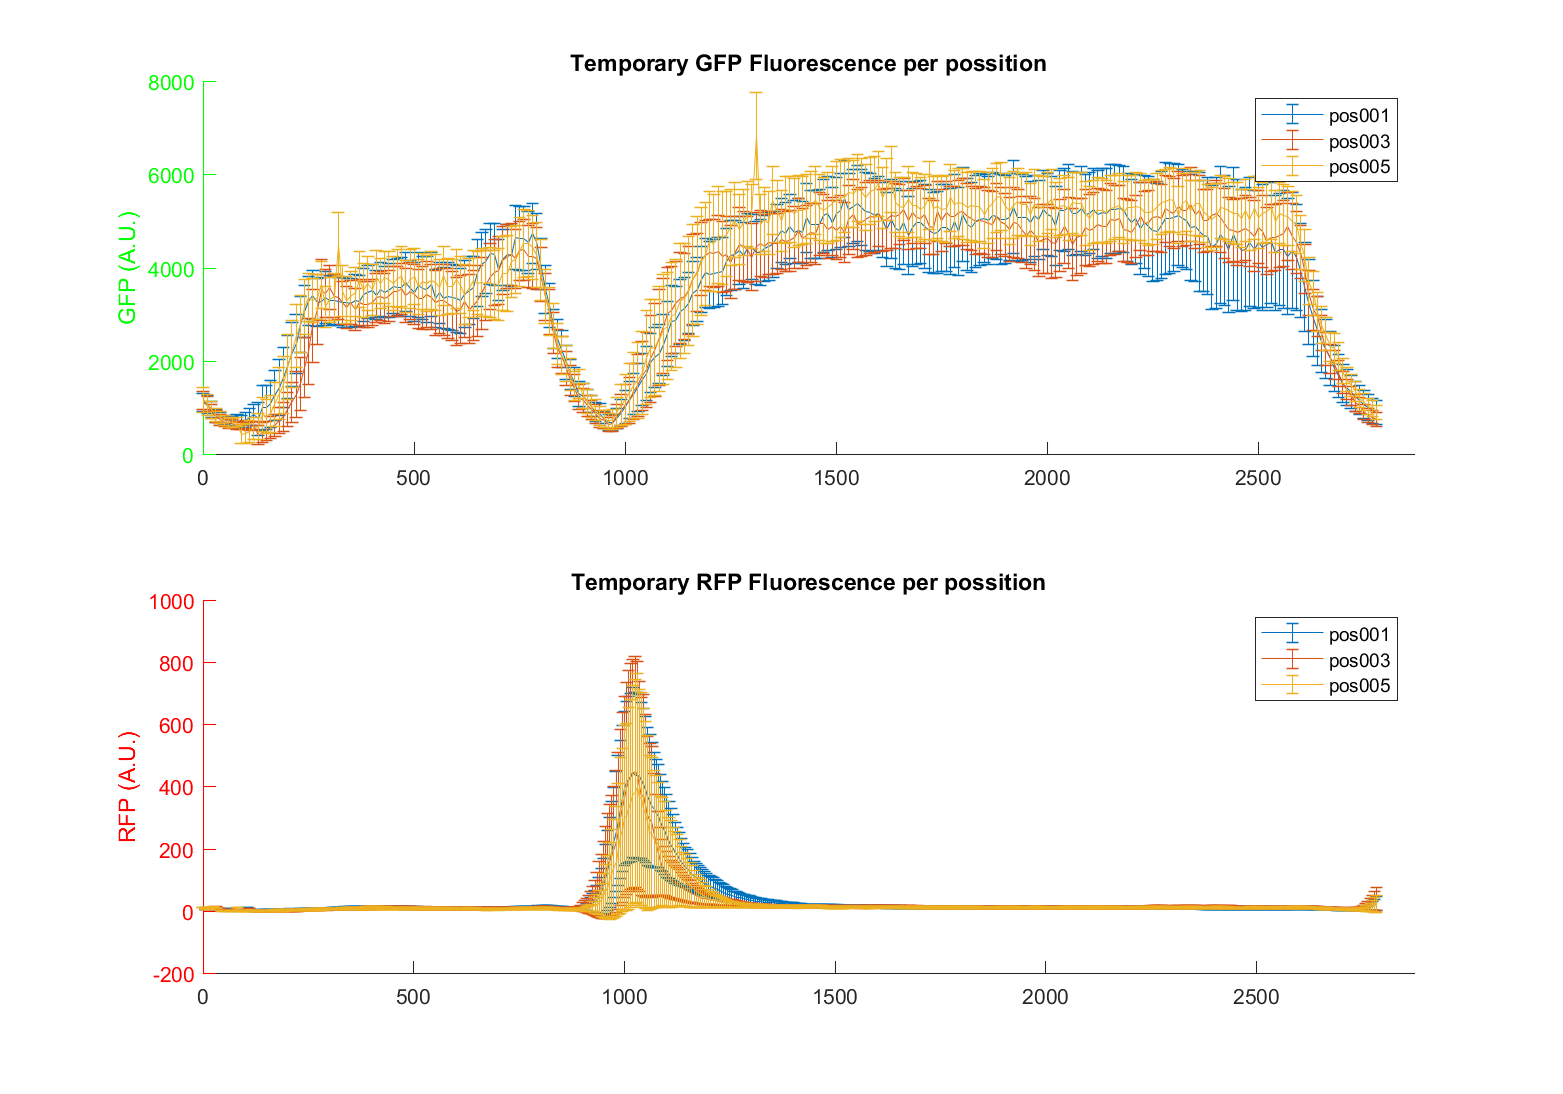 Temporary GFP Fluorescence per possition
8000
6000
4000
2000
0
GFP (A.U.)
0 500 1000 1500 2000 2500
pos001
pos003
pos005
Temporary RFP Fluorescence per possition
1000
800
600
400
200
0
-200
RFP (A.U.)
0 500 1000 1500 2000 2500
pos001
pos003
pos005